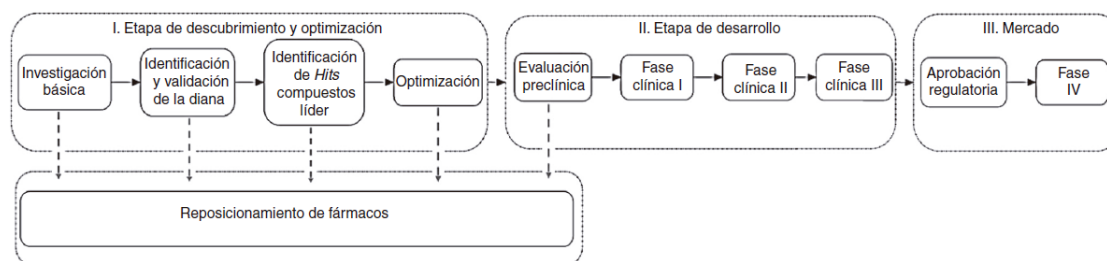 I. Etapa de descubrimiento y optimización
Investigación
básica
Identificación
y validación
de la diana
Identificación
de Hits
compuestos
líder
Optimización
II. Etapa de desarrollo
Evaluación
preclínica
Fase
clínica I
Fase
clínica II
Fase
clínica III
III. Mercado
Aprobación
regulatoria
Fase
IV
Reposicionamiento de fármacos